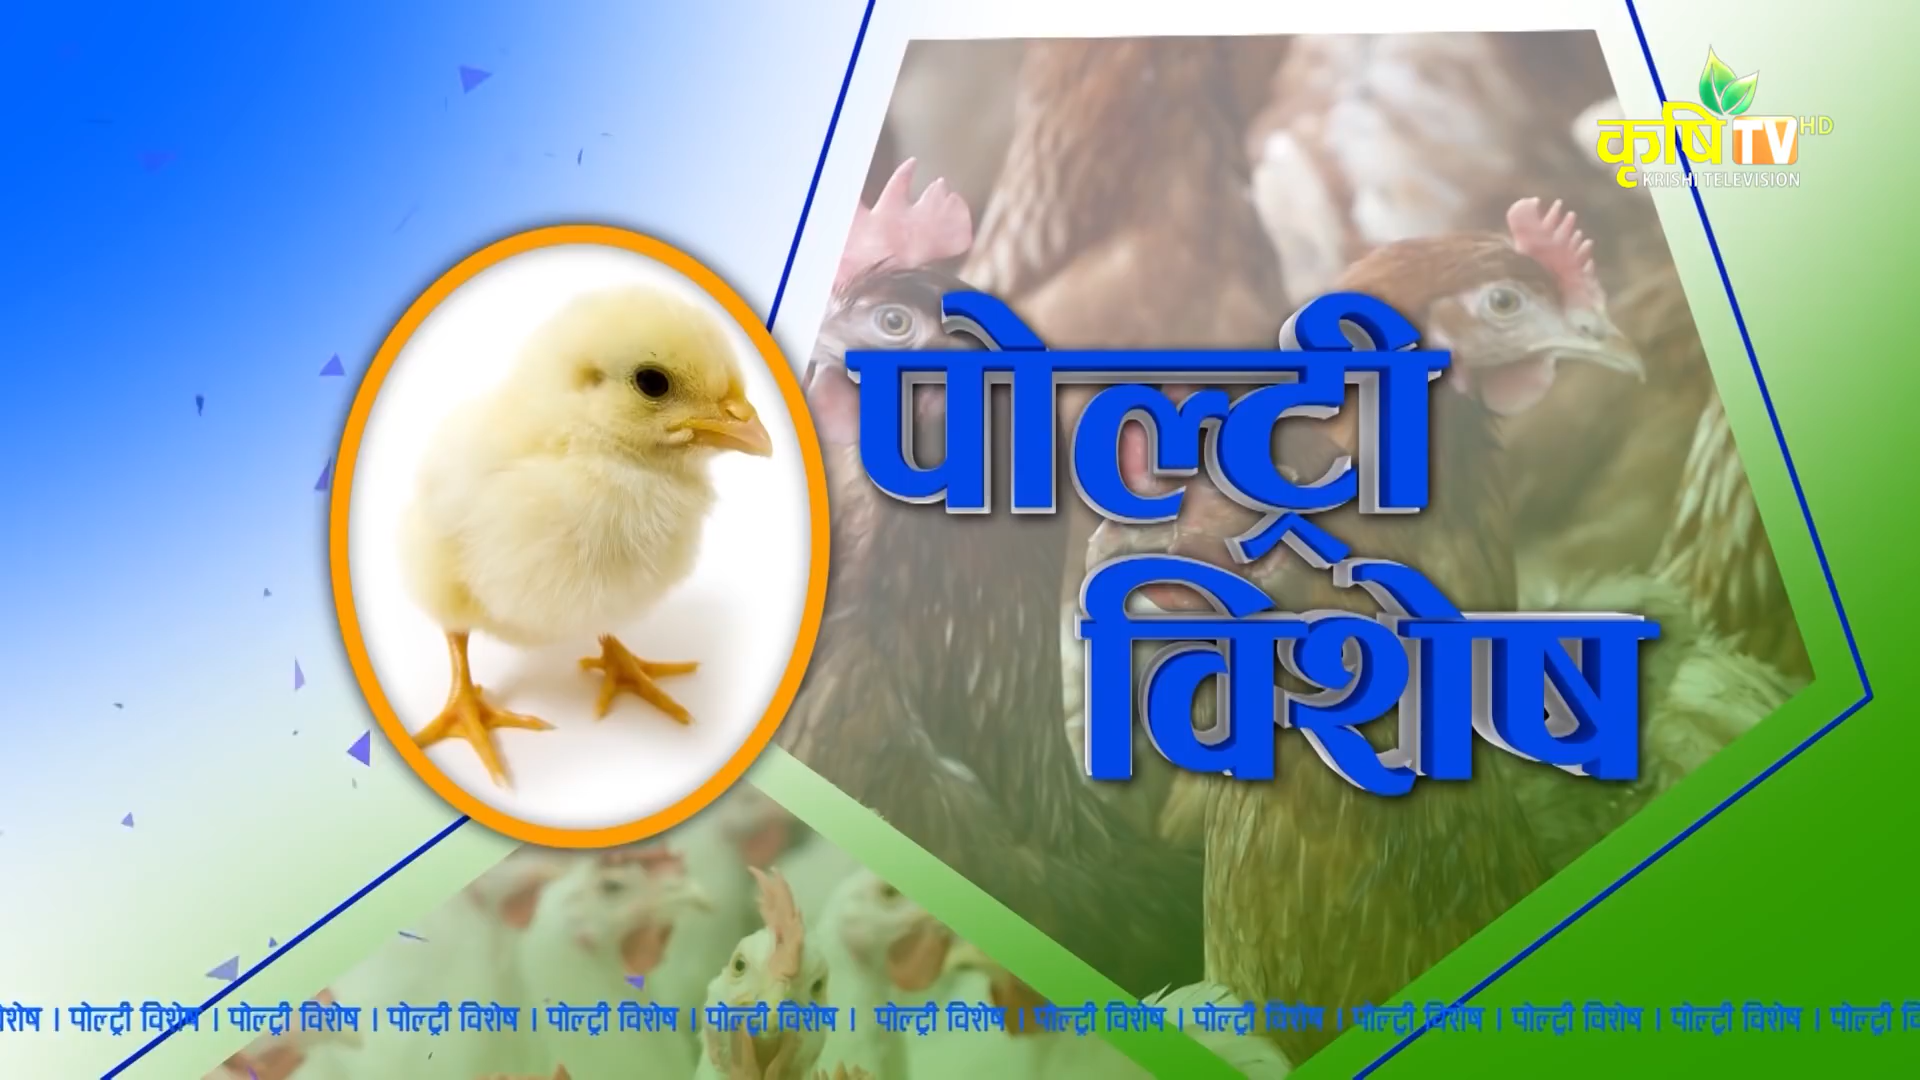 कृषि TV HD
KRISHI TELEVISION
पोल्ट्री
विशेष
शेष । पोल्ट्री विशेष । पोल्ट्री विशेष । पोल्ट्री विशेष । पोल्ट्री विशेष । पोल्ट्री विशेष । पोल्ट्री विशेष । पोल्ट्री विशेष । पोल्ट्री विशेष । पोल्ट्री विशेष । पोल्ट्री विशेष । पोल्ट्री विशेष । पोल्ट्री वि